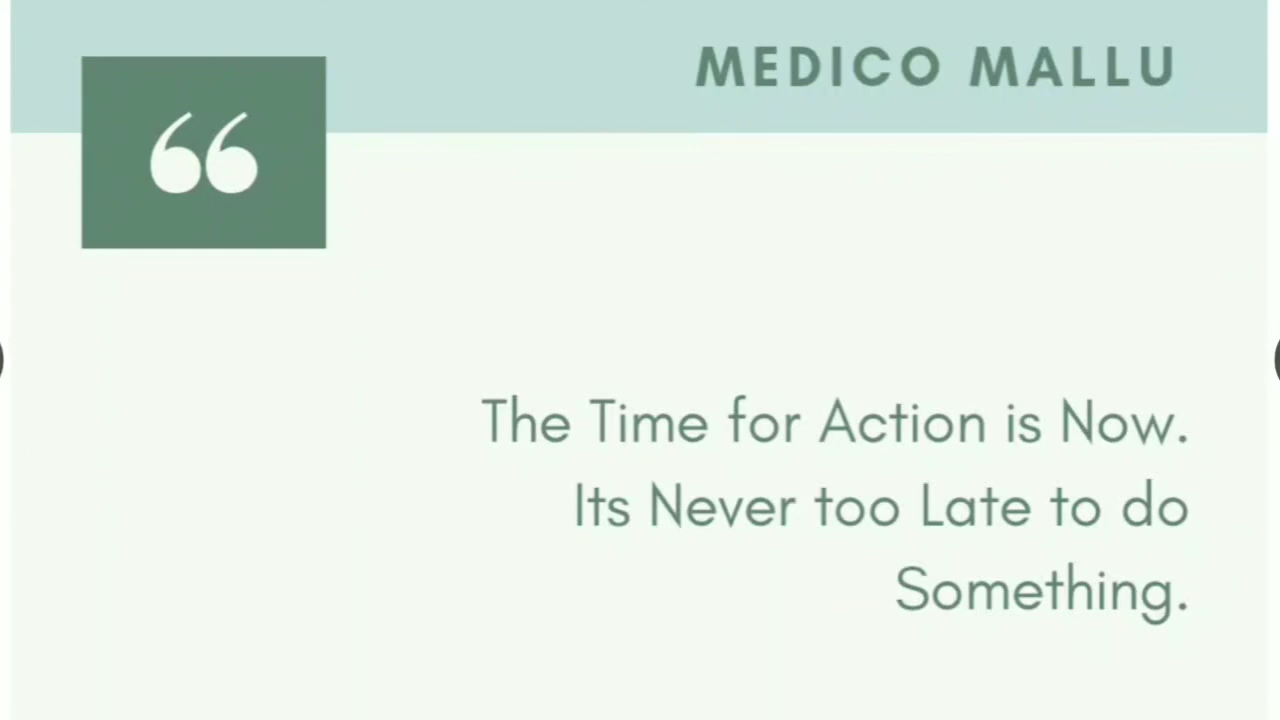 MEDICO MALLU
“
The Time for Action is Now.
Its Never too Late to do
Something.